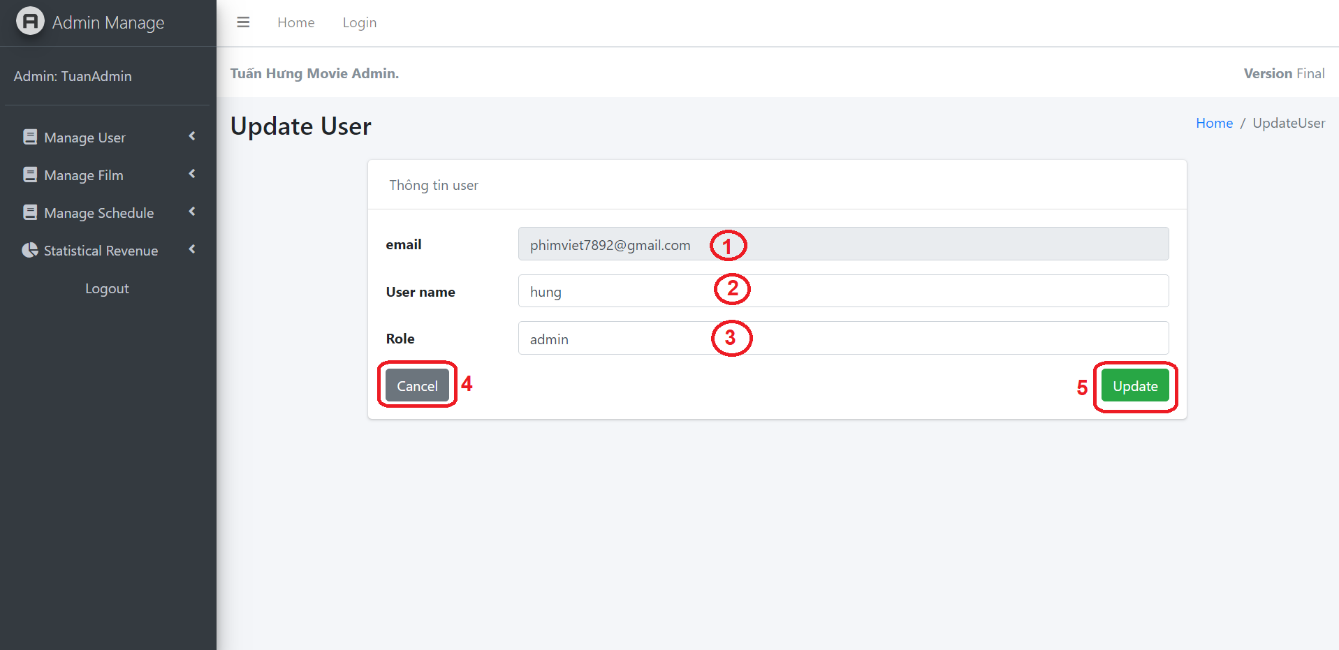 Admin Manage
Home
Login
Admin: TuanAdmin
Tuấn Hưng Movie Admin.
Version Final
Manage User
Manage Film
Manage Schedule
Statistical Revenue
Logout
Update User
Home / UpdateUser
Thông tin user
email
phimviet7892@gmail.com
1
User name
hung
2
Role
admin
3
Cancel
4
5
Update